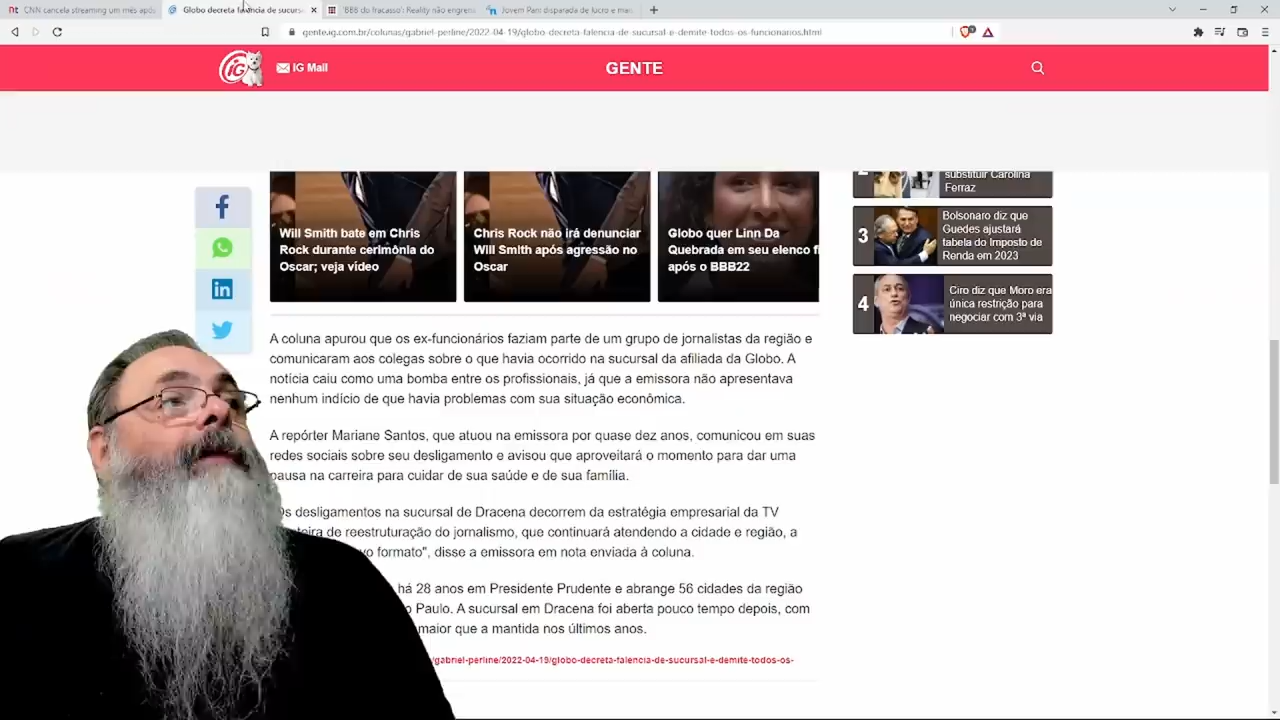 CNN cancela streaming um mês após
Globo decreta falência de sucurs
'BBB do fracasso': Reality não engren
Jovem Pan: disparada de lucro e mai
gente.ig.com.br/colunas/gabriel-perline/2022-04-19/globo-decreta-falencia-de-sucursal-e-demite-todos-os-funcionarios.html
iG
IG Mail
GENTE
substituir Carolina
Ferraz
3
Bolsonaro diz que
Guedes ajustará
tabela do Imposto de
Renda em 2023
4
Ciro diz que Moro era
única restrição para
negociar com 3ª via
Will Smith bate em Chris
Rock durante cerimônia do
Oscar; veja vídeo
Chris Rock não irá denunciar
Will Smith após agressão no
Oscar
Globo quer Linn Da
Quebrada em seu elenco fi
após o BBB22
A coluna apurou que os ex-funcionários faziam parte de um grupo de jornalistas da região e
comunicaram aos colegas sobre o que havia ocorrido na sucursal da afiliada da Globo. A
notícia caiu como uma bomba entre os profissionais, já que a emissora não apresentava
nenhum indício de que havia problemas com sua situação econômica.
A repórter Mariane Santos, que atuou na emissora por quase dez anos, comunicou em suas
redes sociais sobre seu desligamento e avisou que aproveitará o momento para dar uma
pausa na carreira para cuidar de sua saúde e de sua família.
Os desligamentos na sucursal de Dracena decorrem da estratégia empresarial da TV
teira de reestruturação do jornalismo, que continuará atendendo a cidade e região, a
vo formato", disse a emissora em nota enviada à coluna.
há 28 anos em Presidente Prudente e abrange 56 cidades da região
o Paulo. A sucursal em Dracena foi aberta pouco tempo depois, com
maior que a mantida nos últimos anos.
/gabriel-perline/2022-04-19/globo-decreta-falencia-de-sucursal-e-demite-todos-os-